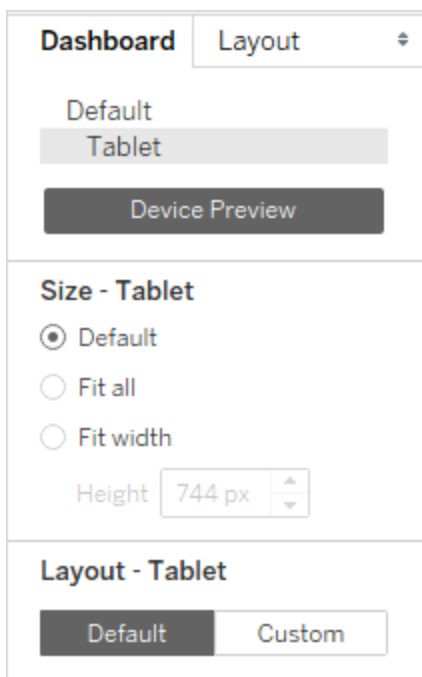 Dashboard Layout
Default
Tablet
Device Preview
Size - Tablet
Default
Fit all
Fit width
Height 744 px
Layout - Tablet
Default Custom